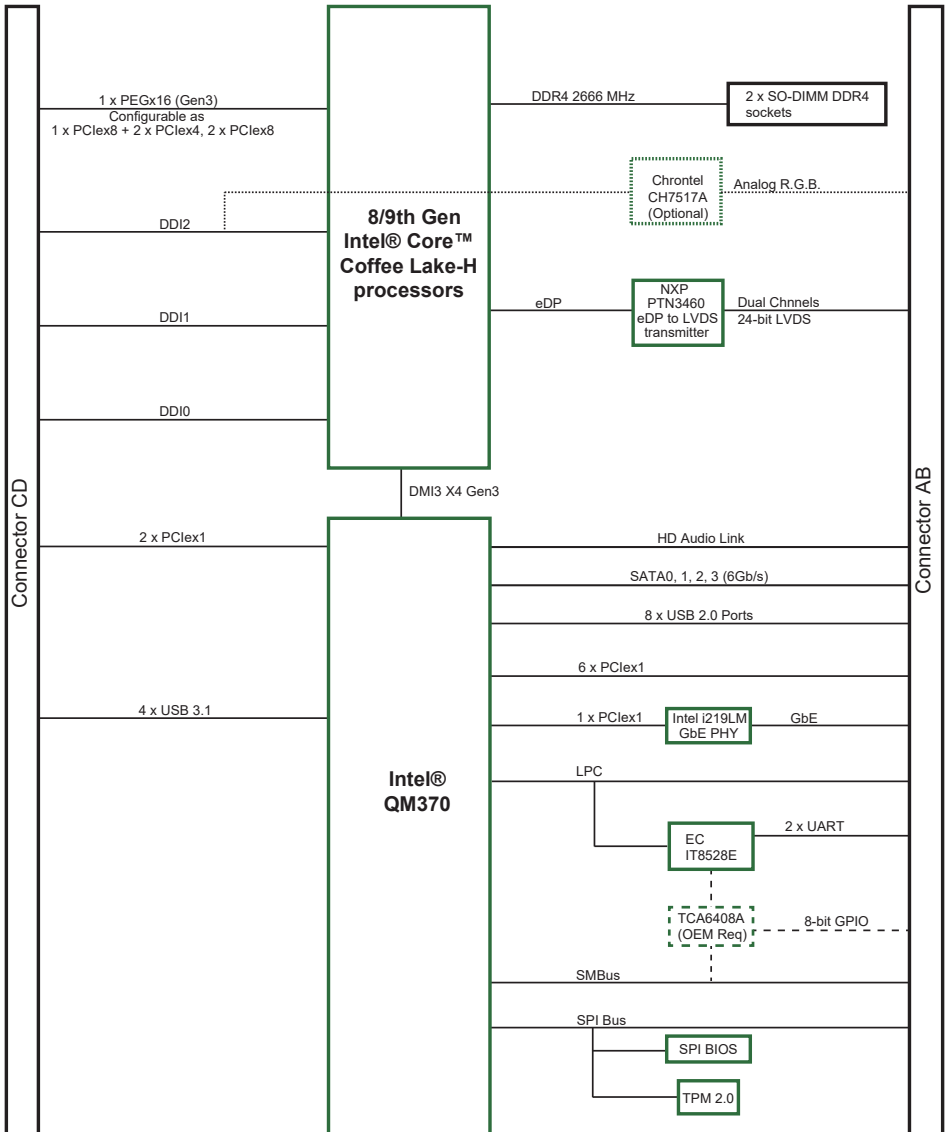 1 x PEGx16 (Gen3)
Configurable as
1 x PCIex8 + 2 x PCIex4, 2 x PCIex8
DDI2
DDI1
DDI0
Connector CD
2 x PCIex1
4 x USB 3.1
8/9th Gen
Intel® Core™
Coffee Lake-H
processors
DMI3 X4 Gen3
Intel®
QM370
DDR4 2666 MHz
2 x SO-DIMM DDR4
sockets
Chrontel
CH7517A
(Optional)
Analog R.G.B.
eDP
NXP
PTN3460
eDP to LVDS
transmitter
Dual Chnnels
24-bit LVDS
HD Audio Link
SATA0, 1, 2, 3 (6Gb/s)
8 x USB 2.0 Ports
6 x PCIex1
1 x PCIex1
Intel i219LM
GbE PHY
GbE
LPC
EC
IT8528E
2 x UART
TCA6408A
(OEM Req)
8-bit GPIO
SMBus
SPI Bus
SPI BIOS
TPM 2.0
Connector AB